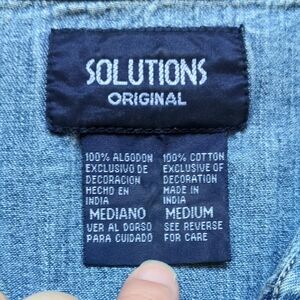 SOLUTIONS
ORIGINAL
100% ALGODON
EXCLUSIVO DE
DECORACION
HECHO EN
INDIA
MEDIANO
VER AL DORSO
PARA CUIDADO
100% COTTON
EXCLUSIVE OF
DECORATION
MADE IN
INDIA
MEDIUM
SEE REVERSE
FOR CARE